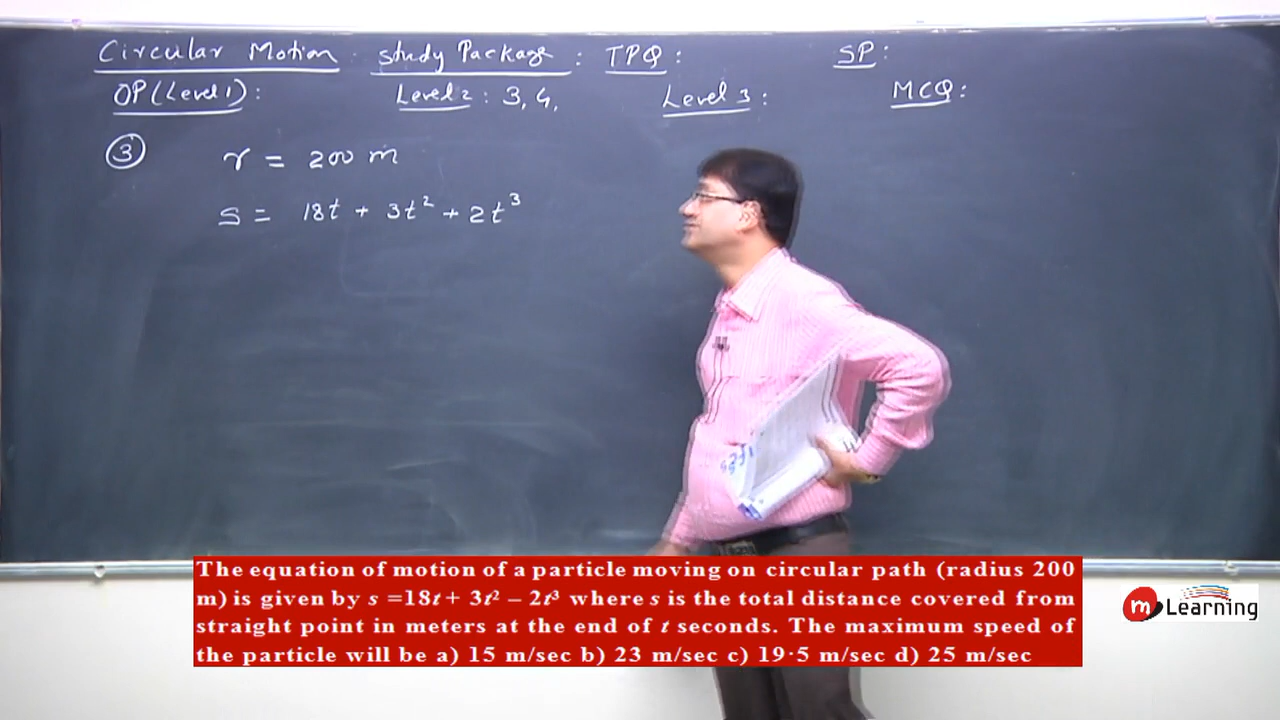 Circular Motion study Package : TPQ : SP :
OP (Level 1) : Level 2 : 3, 4, Level 3 : MCQ :
3 r = 200 m
s = 18t + 3t² + 2t³
The equation of motion of a particle moving on circular path (radius 200
m) is given by s =18t + 3t² – 2t³ where s is the total distance covered from
straight point in meters at the end of t seconds. The maximum speed of
the particle will be a) 15 m/sec b) 23 m/sec c) 19·5 m/sec d) 25 m/sec
m Learning